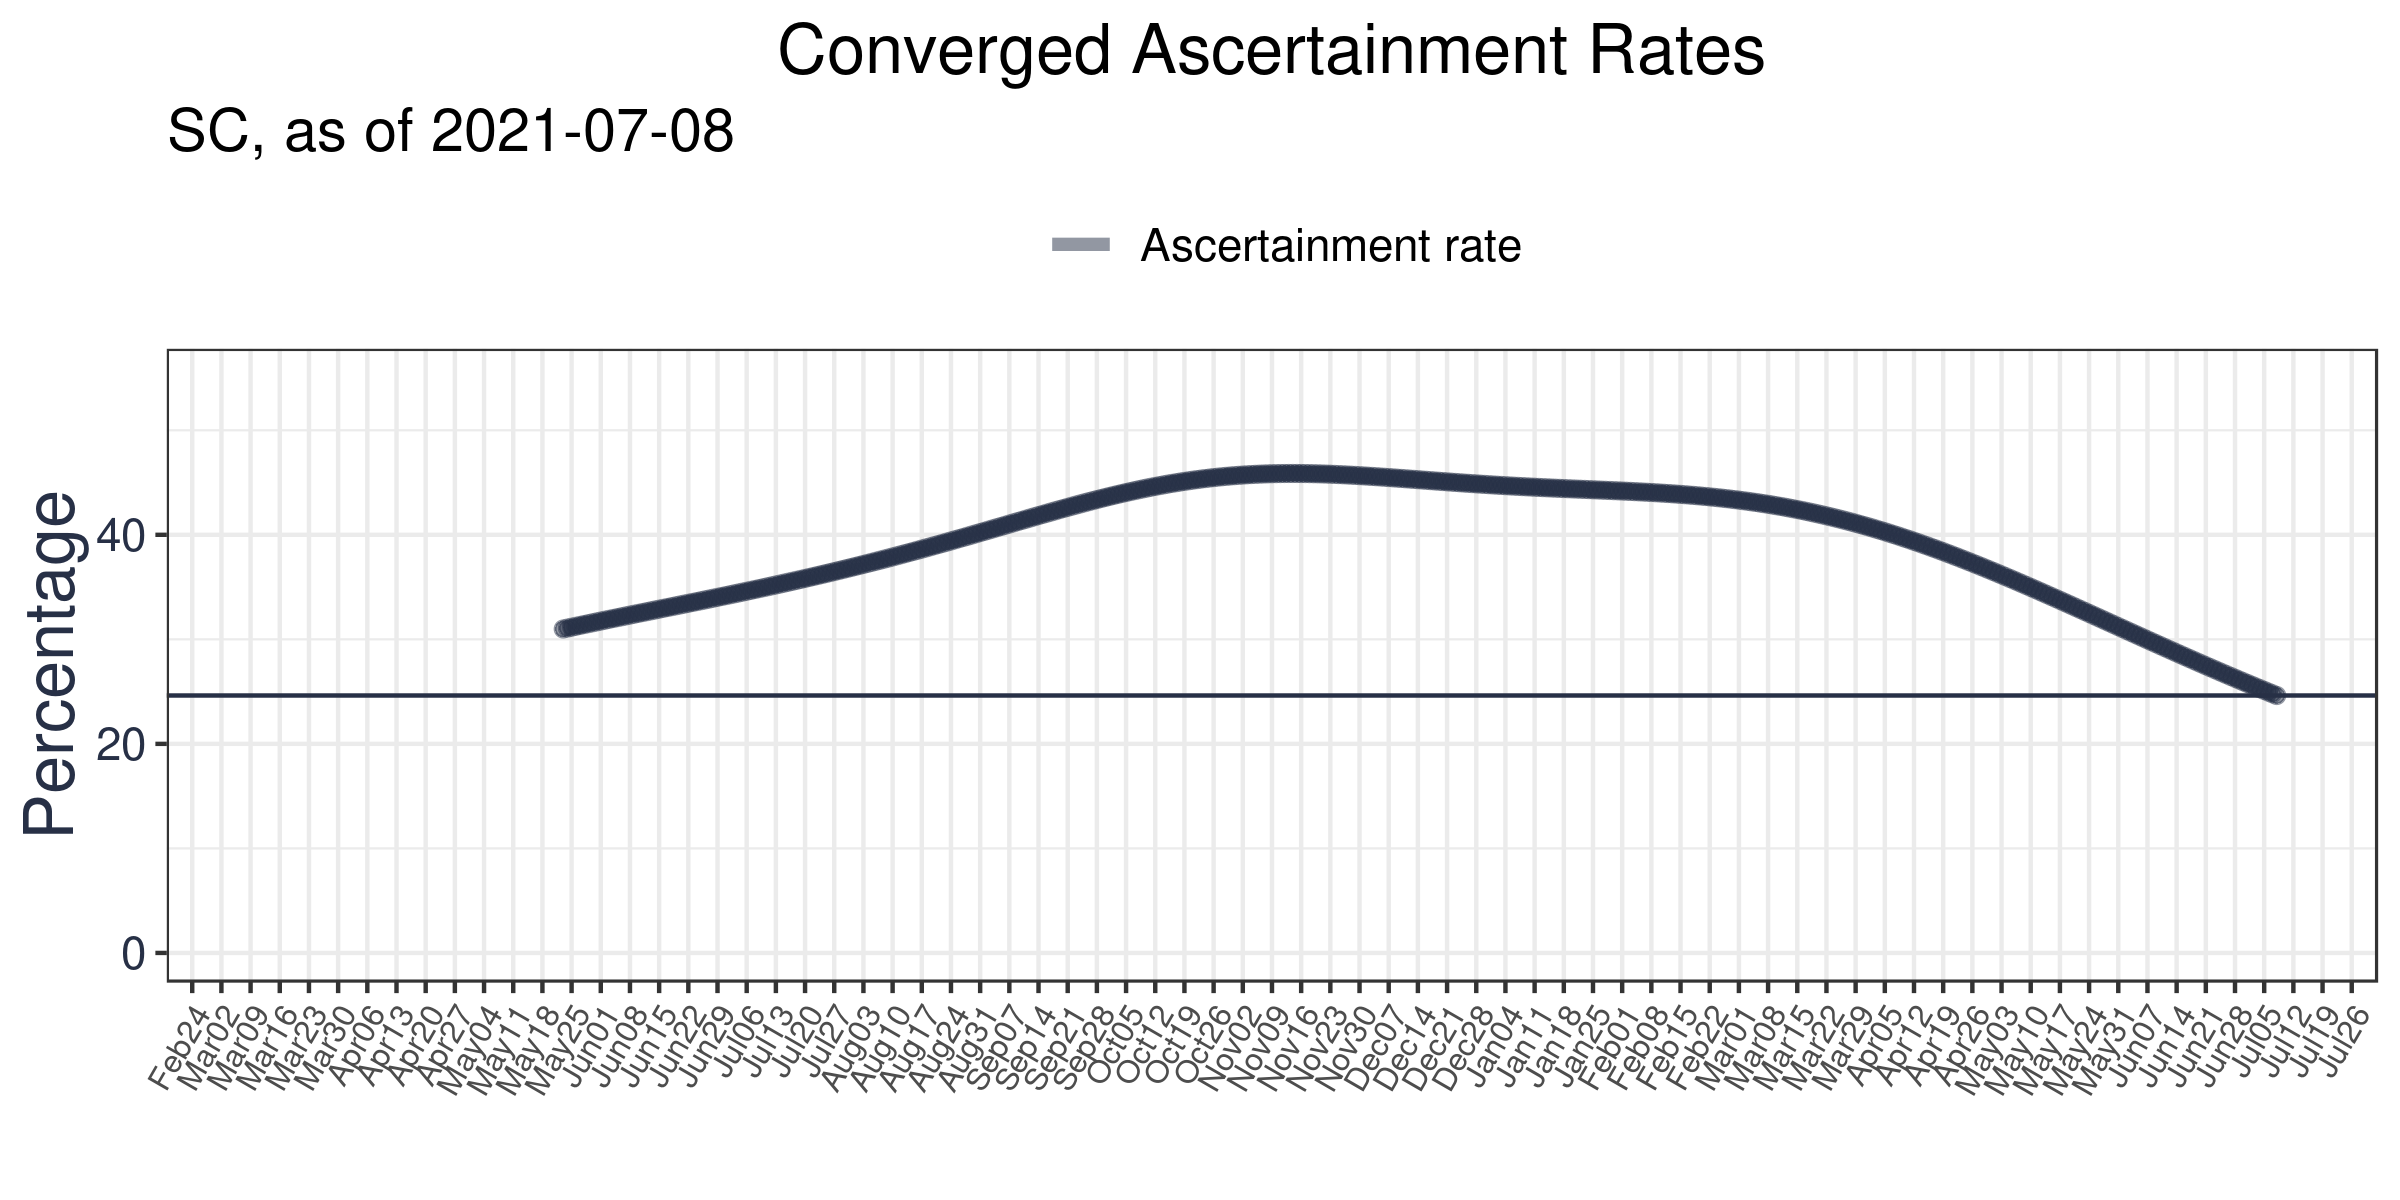 Converged Ascertainment Rates
SC, as of 2021-07-08
Ascertainment rate
Percentage
40
20
0
Feb24 Mar02 Mar09 Mar16 Mar23 Mar30 Apr06 Apr13 Apr20 Apr27 May04 May11 May18 May25 Jun01 Jun08 Jun15 Jun22 Jun29 Jul06 Jul13 Jul20 Jul27 Aug03 Aug10 Aug17 Aug24 Aug31 Sep07 Sep14 Sep21 Sep28 Oct05 Oct12 Oct19 Oct26 Nov02 Nov09 Nov16 Nov23 Nov30 Dec07 Dec14 Dec21 Dec28 Jan04 Jan11 Jan18 Jan25 Feb01 Feb08 Feb15 Feb22 Mar01 Mar08 Mar15 Mar22 Mar29 Apr05 Apr12 Apr19 Apr26 May03 May10 May17 May24 May31 Jun07 Jun14 Jun21 Jun28 Jul05 Jul12 Jul19 Jul26